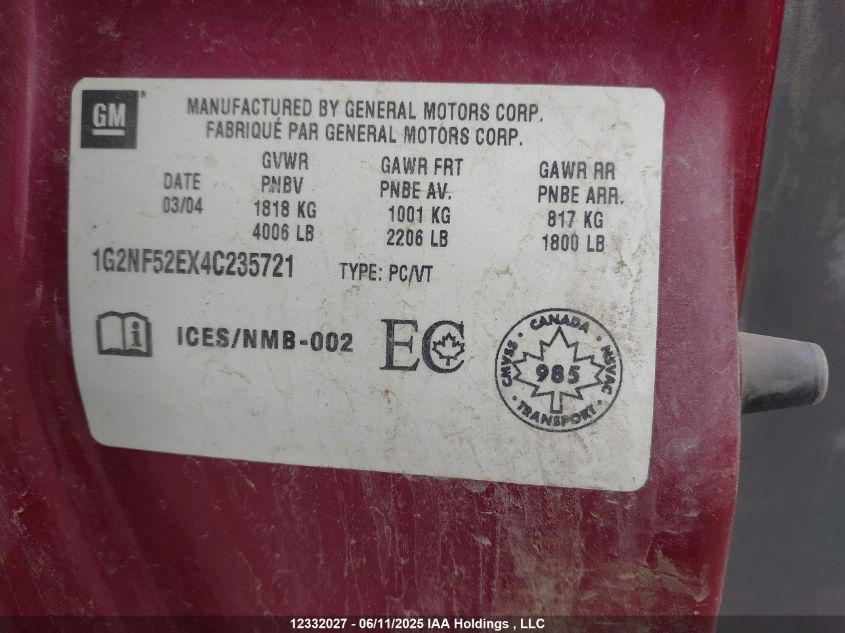 GM
MANUFACTURED BY GENERAL MOTORS CORP.
FABRIQUÉ PAR GENERAL MOTORS CORP.
DATE
03/04
GVWR
PNBV
1818 KG
4006 LB
GAWR FRT
PNBE AV.
1001 KG
2206 LB
GAWR RR
PNBE ARR.
817 KG
1800 LB
1G2NF52EX4C235721 TYPE: PC/VT
i ICES/NMB-002 EC
CANADA
CMVSS 985 NSVAC
TRANSPORT
12332027 - 06/11/2025 IAA Holdings , LLC